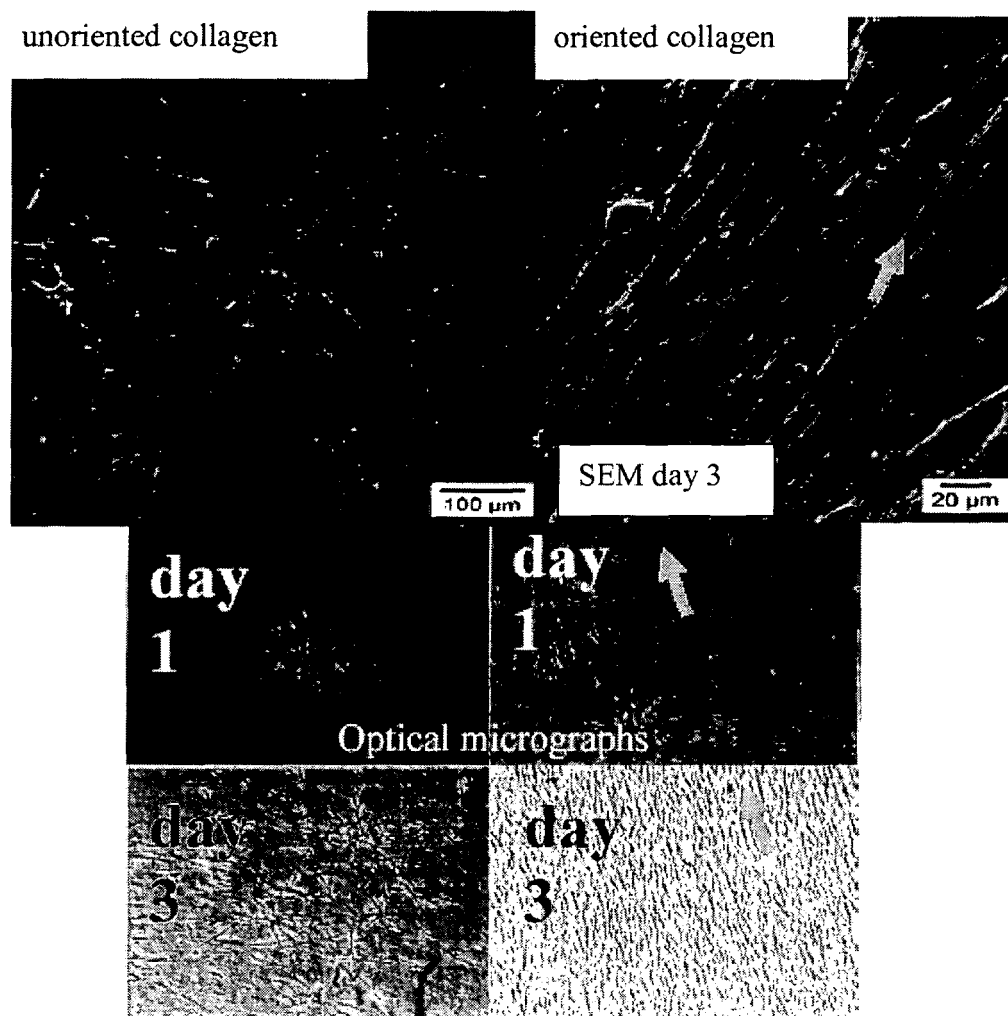 unoriented collagen
oriented collagen
SEM day 3
100 µm
20 µm
day
1
day
1
Optical micrographs
day
3
day
3